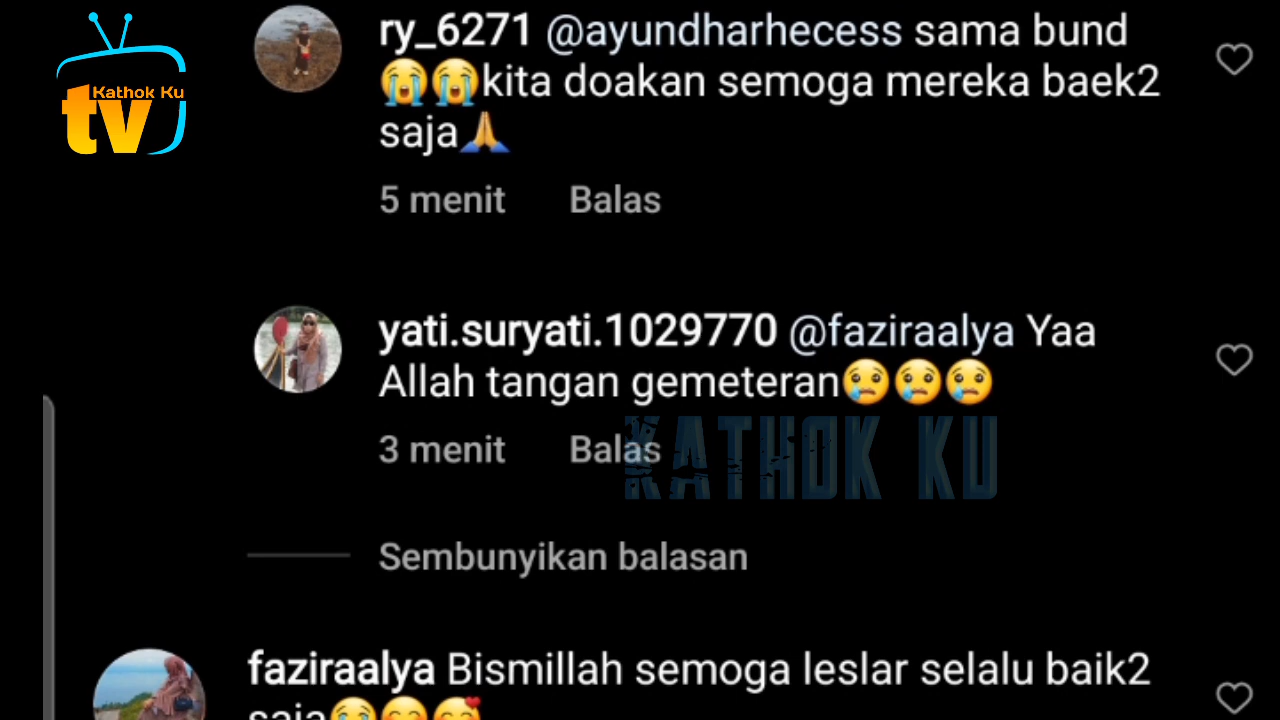 Kathok Ku
tv
ry_6271 @ayundharhecess sama bund
😭😭kita doakan semoga mereka baek2
saja🙏
5 menit Balas
yati.suryati.1029770 @faziraalya Yaa
Allah tangan gemeteran😢😢😢
3 menit Balas
KATHOK KU
Sembunyikan balasan
faziraalya Bismillah semoga leslar selalu baik2
saja